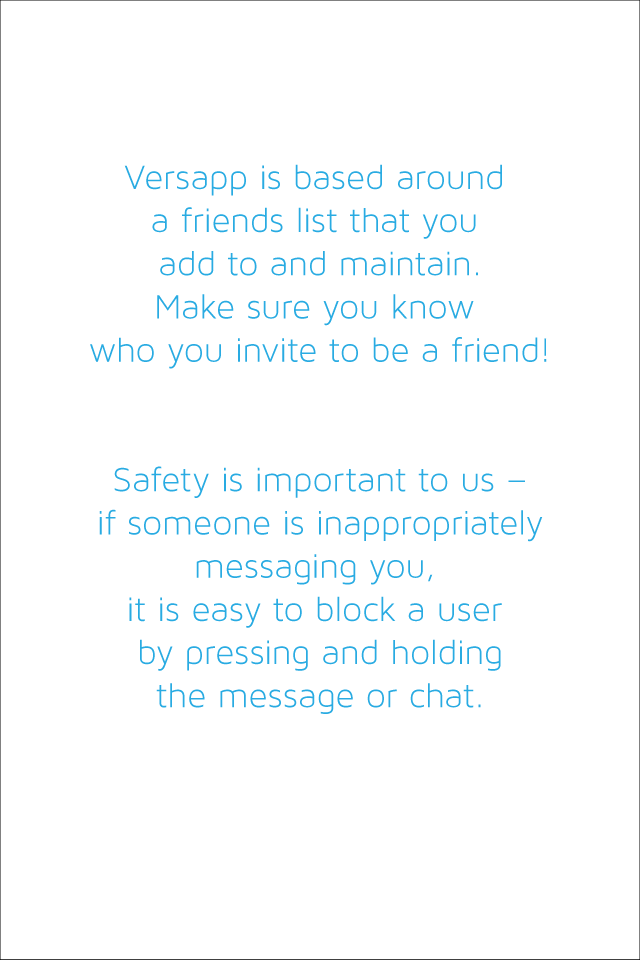 Versapp is based around
a friends list that you
add to and maintain.
Make sure you know
who you invite to be a friend!
Safety is important to us –
if someone is inappropriately
messaging you,
it is easy to block a user
by pressing and holding
the message or chat.